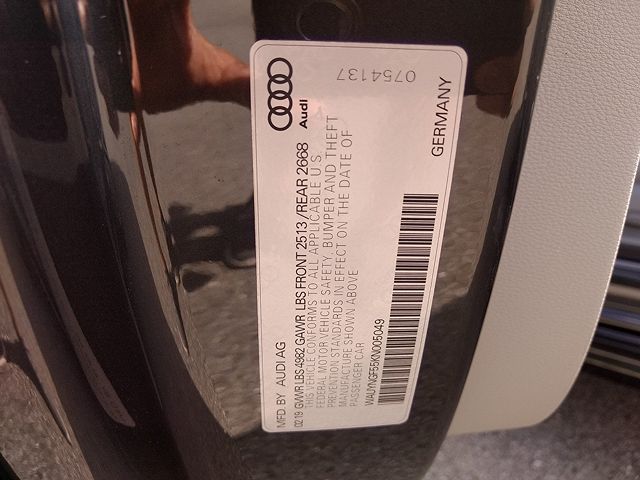 MFD BY AUDI AG
02 19 GVWR LBS 4982 GAWR LBS FRONT 2513 /REAR 2668
THIS VEHICLE CONFORMS TO ALL APPLICABLE U.S.
FEDERAL MOTOR VEHICLE SAFETY, BUMPER AND THEFT
PREVENTION STANDARDS IN EFFECT ON THE DATE OF
MANUFACTURE SHOWN ABOVE
PASSENGER CAR
WAUYNGF55KN005049
Audi
GERMANY
0754137